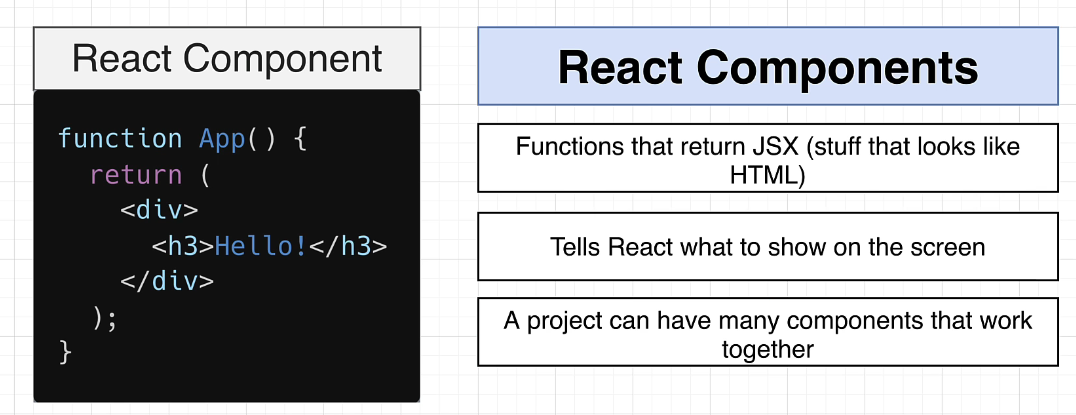 React Component
function App() {
  return (
    <div>
      <h3>Hello!</h3>
    </div>
  );
}
React Components
Functions that return JSX (stuff that looks like
HTML)
Tells React what to show on the screen
A project can have many components that work
together